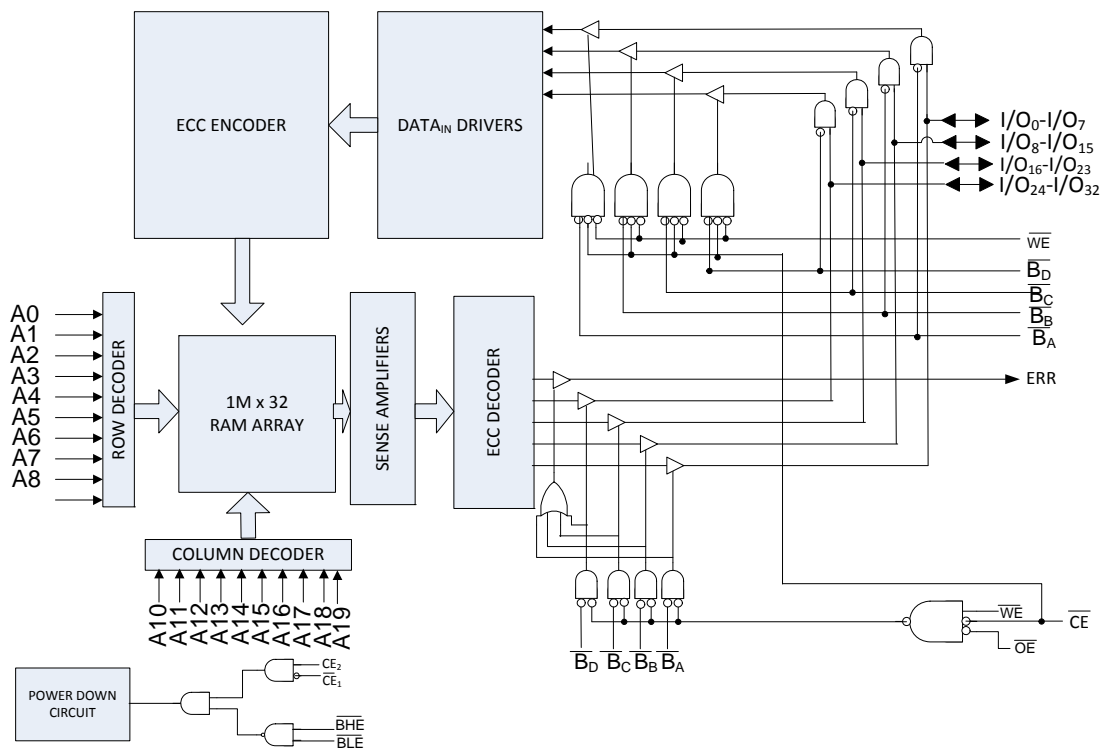 ECC ENCODER
DATAIN DRIVERS
I/O0-I/O7
I/O8-I/O15
I/O16-I/O23
I/O24-I/O32
WE
BD
BC
BB
BA
A0
A1
A2
A3
A4
A5
A6
A7
A8
ROW DECODER
1M x 32
RAM ARRAY
SENSE AMPLIFIERS
ECC DECODER
ERR
COLUMN DECODER
A10
A11
A12
A13
A14
A15
A16
A17
A18
A19
BD
BC
BB
BA
WE
CE
OE
POWER DOWN
CIRCUIT
CE2
CE1
BHE
BLE